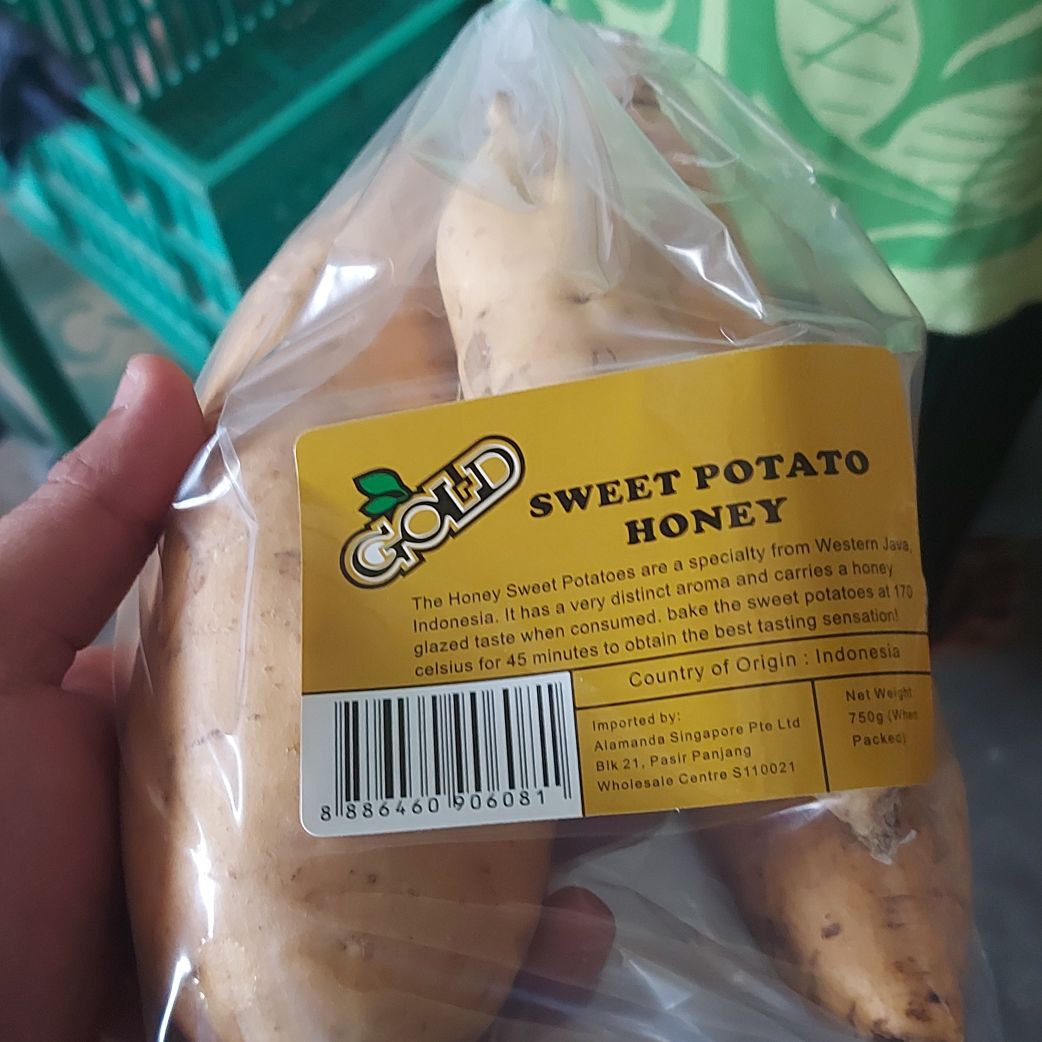 GOLD
SWEET POTATO
HONEY
The Honey Sweet Potatoes are a specialty from Western Java,
Indonesia. It has a very distinct aroma and carries a honey
glazed taste when consumed. bake the sweet potatoes at 170
celsius for 45 minutes to obtain the best tasting sensation!
Country of Origin : Indonesia
Imported by:
Alamanda Singapore Pte Ltd
Blk 21, Pasir Panjang
Wholesale Centre S110021
Net Weight
750g (When
Packed)
8 886460 906081